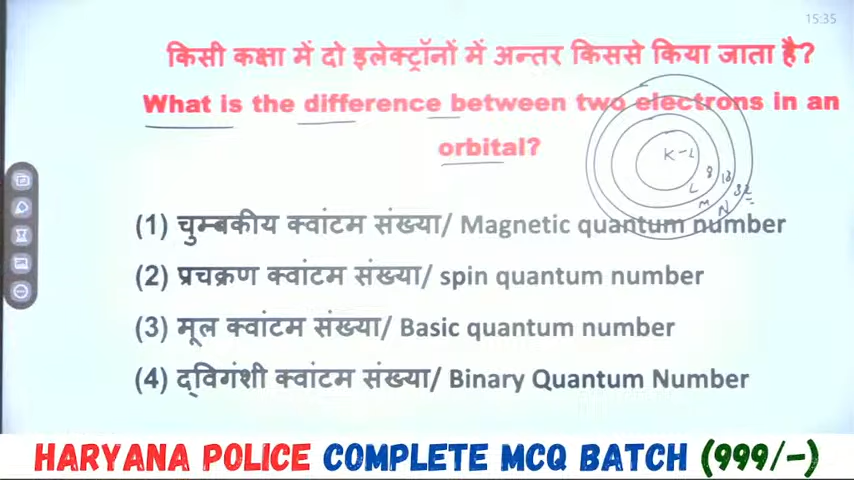 15:35
किसी कक्षा में दो इलेक्ट्रॉनों में अन्तर किससे किया जाता है?
What is the difference between two electrons in an
orbital?
K-L
8
18
32
L
M
N
(1) चुम्बकीय क्वांटम संख्या/ Magnetic quantum number
(2) प्रचक्रण क्वांटम संख्या/ spin quantum number
(3) मूल क्वांटम संख्या/ Basic quantum number
(4) द्विगंशी क्वांटम संख्या/ Binary Quantum Number
HARYANA POLICE COMPLETE MCQ BATCH (999/-)